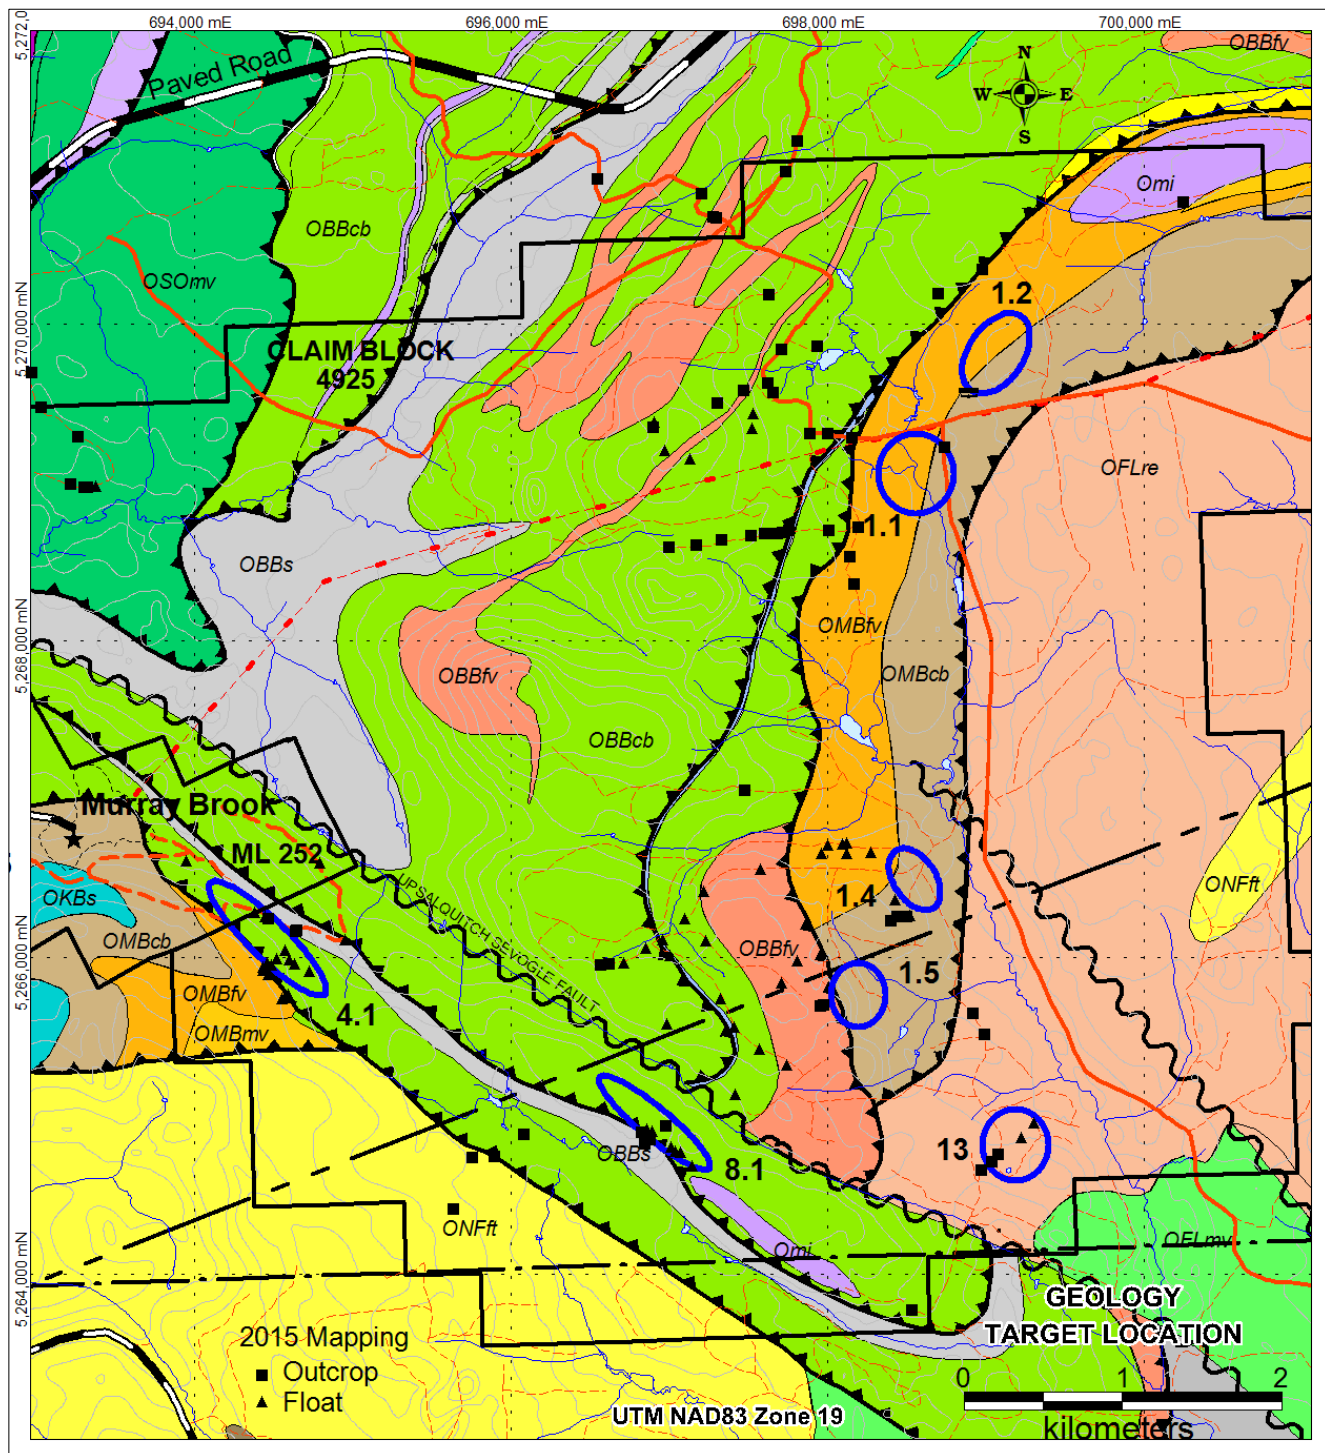 694,000 mE
696,000 mE
698,000 mE
700,000 mE
5,272,0
Paved Road
OBBfv
N
W
E
S
Omi
OBBcb
OSOmv
5,270,000 mN
1.2
CLAIM BLOCK
4925
OFLre
1.1
OBBs
OMBfv
5,268,000 mN
OBBfv
OMBcb
OBBcb
Murray Brook
ML 252
UPSALQUITCH SEVOGLE FAULT
OKBs
1.4
ONFft
OMBcb
OBBfv
5,266,000 mN
1.5
OMBfv
4.1
OMBmv
OBBs
8.1
13
ONFft
Omi
OFLmv
5,264,000 mN
GEOLOGY
TARGET LOCATION
2015 Mapping
Outcrop
Float
0
1
2
kilometers
UTM NAD83 Zone 19